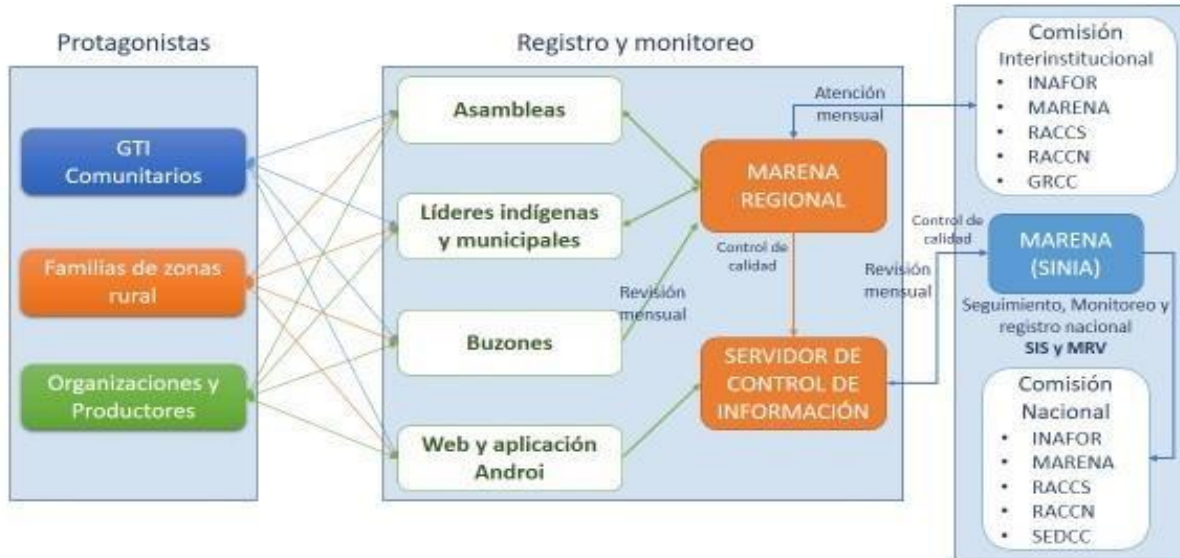 Protagonistas
GTI
Comunitarios
Familias de zonas
rural
Organizaciones y
Productores
Registro y monitoreo
Asambleas
Líderes indígenas
y municipales
Buzones
Web y aplicación
Androi
Revisión
mensual
MARENA
REGIONAL
Control de
calidad
SERVIDOR DE
CONTROL DE
INFORMACIÓN
Atención
mensual
Control de
calidad
Revisión
mensual
Comisión
Interinstitucional
• INAFOR
• MARENA
• RACCS
• RACCN
• GRCC
MARENA
(SINIA)
Seguimiento, Monitoreo y
registro nacional
SIS y MRV
Comisión
Nacional
• INAFOR
• MARENA
• RACCS
• RACCN
• SEDCC